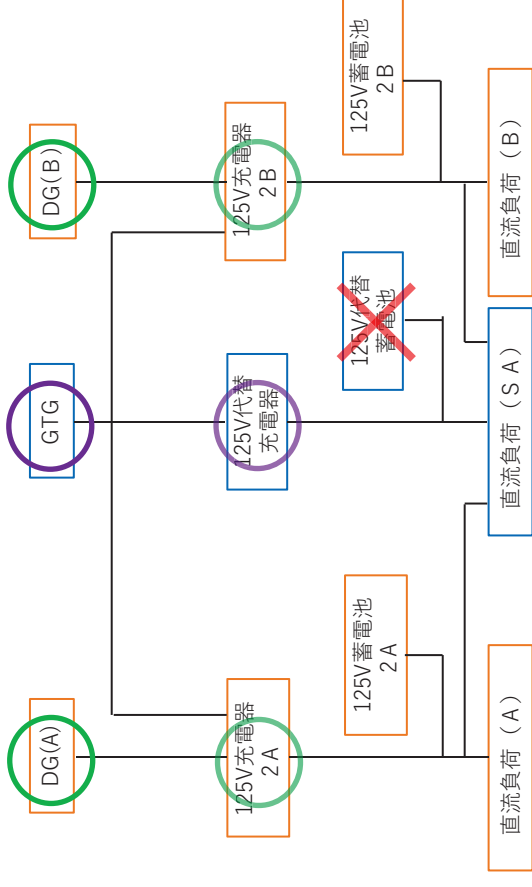 DG(A)
GTG
DG(B)
125V充電器
2A
125V代替
充電器
125V充電器
2B
125V蓄電池
2A
125V代替
蓄電池
125V蓄電池
2B
直流負荷（A）
直流負荷（SA）
直流負荷（B）